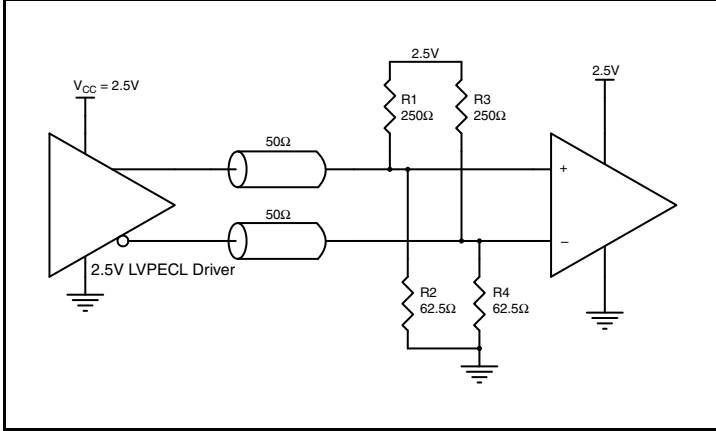 2.5V
V_CC = 2.5V
2.5V
R1
250Ω
R3
250Ω
50Ω
+
50Ω
−
2.5V LVPECL Driver
R2
62.5Ω
R4
62.5Ω